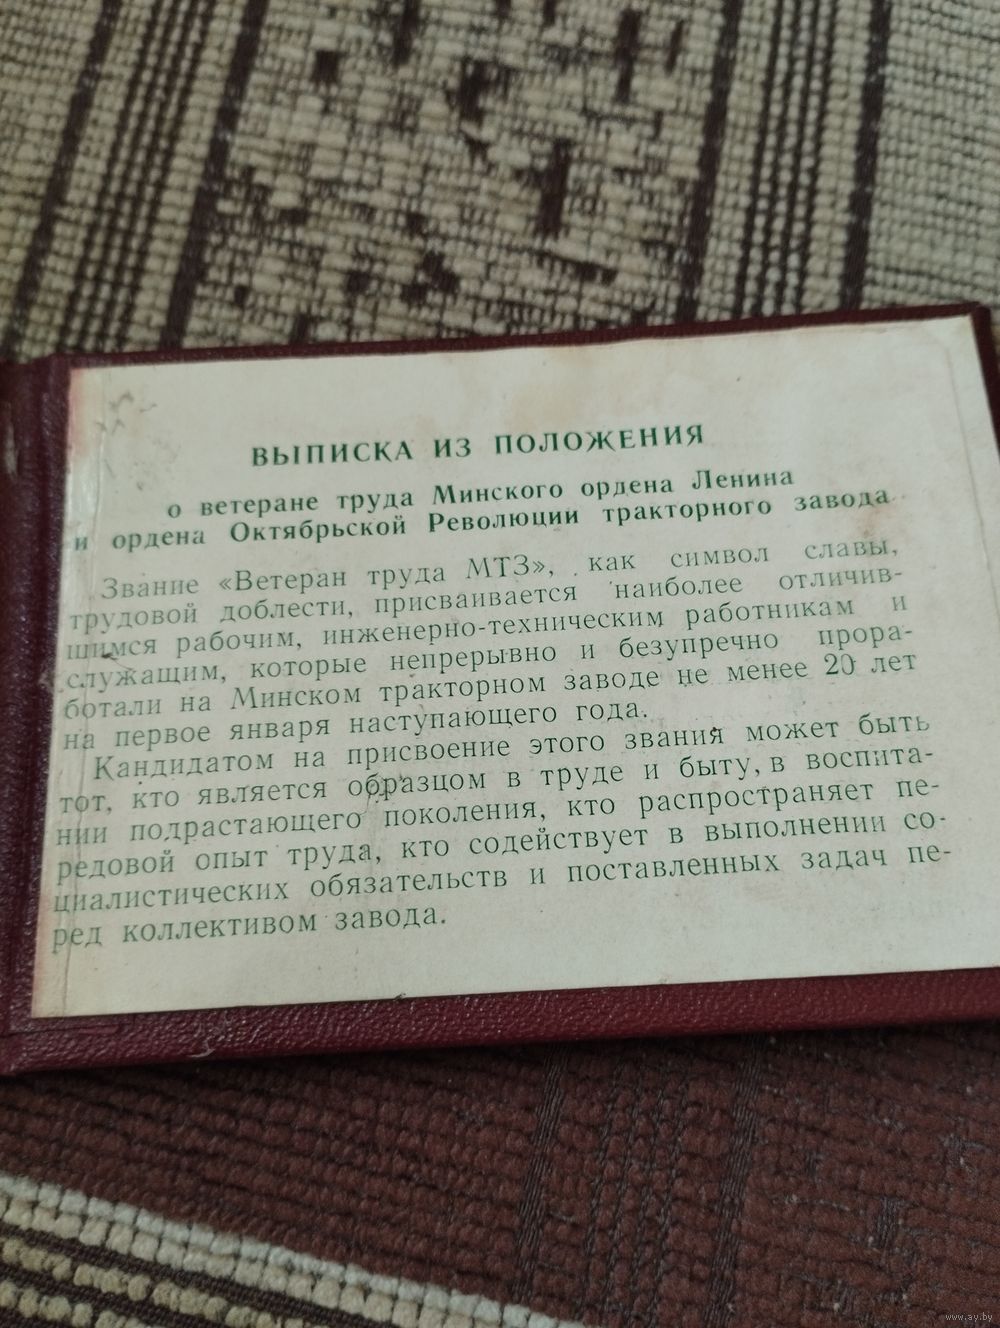 ВЫПИСКА ИЗ ПОЛОЖЕНИЯ
о ветеране труда Минского ордена Ленина
и ордена Октябрьской Революции тракторного завода
Звание «Ветеран труда МТЗ», как символ славы,
трудовой доблести, присваивается наиболее отличив-
шимся рабочим, инженерно-техническим работникам и
служащим, которые непрерывно и безупречно прора-
ботали на Минском тракторном заводе не менее 20 лет
на первое января наступающего года.
Кандидатом на присвоение этого звания может быть
тот, кто является образцом в труде и быту, в воспита-
нии подрастающего поколения, кто распространяет пе-
редовой опыт труда, кто содействует в выполнении со-
циалистических обязательств и поставленных задач пе-
ред коллективом завода.
www.ay.by